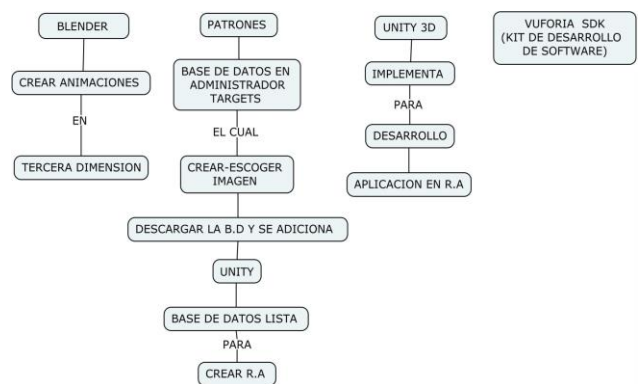 BLENDER
CREAR ANIMACIONES
EN
TERCERA DIMENSION
PATRONES
BASE DE DATOS EN
ADMINISTRADOR
TARGETS
EL CUAL
CREAR-ESCOGER
IMAGEN
DESCARGAR LA B.D Y SE ADICIONA
UNITY
BASE DE DATOS LISTA
PARA
CREAR R.A
UNITY 3D
IMPLEMENTA
PARA
DESARROLLO
APLICACION EN R.A
VUFORIA SDK
(KIT DE DESARROLLO
DE SOFTWARE)